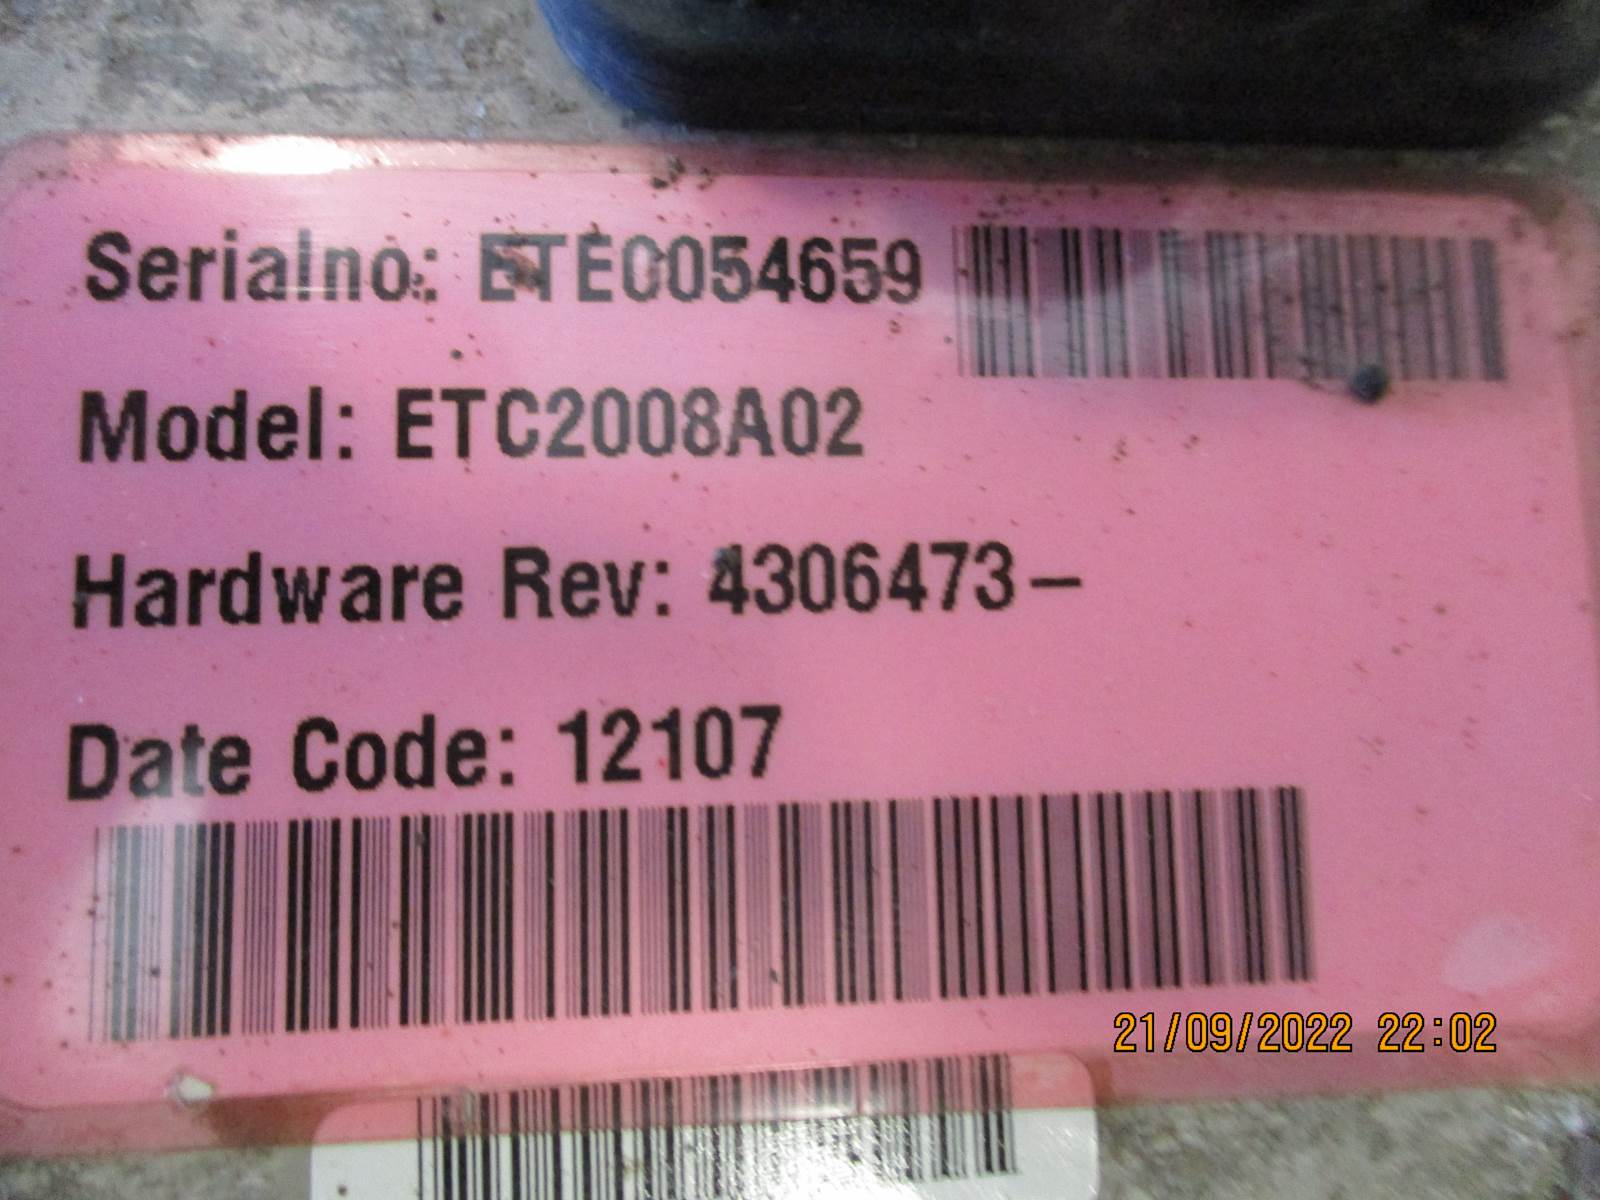 Serialno: ETE0054659
Model: ETC2008A02
Hardware Rev: 4306473-
Date Code: 12107
21/09/2022 22:02